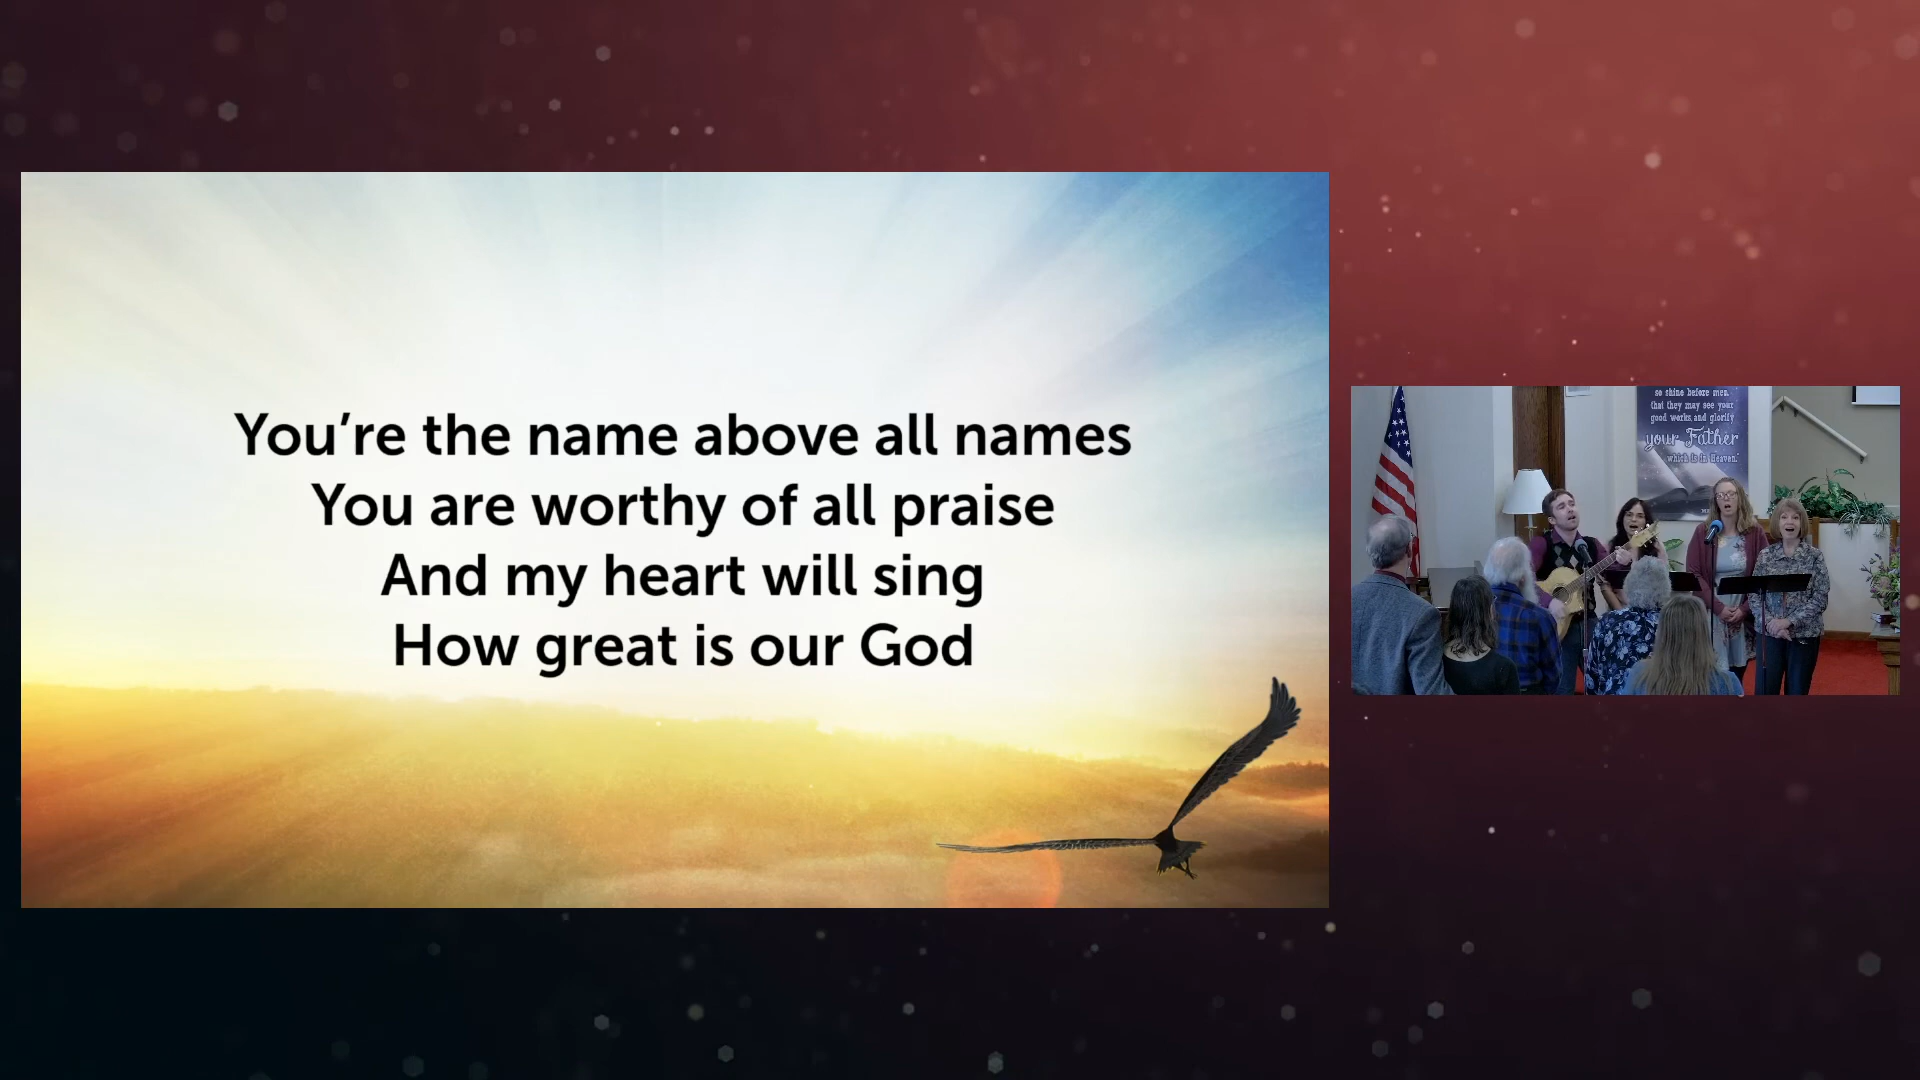 You’re the name above all names
You are worthy of all praise
And my heart will sing
How great is our God
so shine before men,
that they may see your
good works, and glorify
your Father
which is in Heaven.